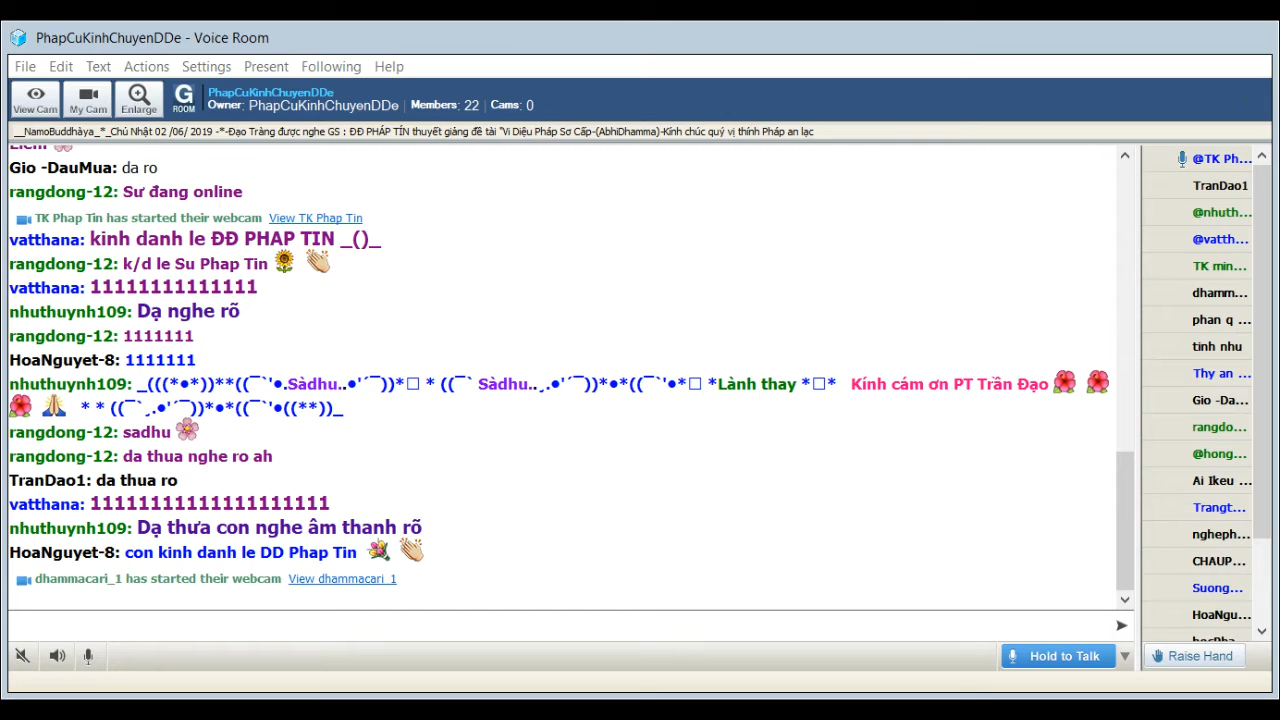 PhapCuKinhChuyenDDe - Voice Room
File Edit Text Actions Settings Present Following Help
View Cam My Cam Enlarge G ROOM
PhapCuKinhChuyenDDe
Owner: PhapCuKinhChuyenDDe Members: 22 Cams: 0
__NamoBuddhàya_*_Chủ Nhật 02 /06/ 2019 -*-Đạo Tràng được nghe GS : ĐĐ PHÁP TÍN thuyết giảng đề tài "Vi Diệu Pháp Sơ Cấp-(AbhiDhamma)-Kính chúc quý vị thính Pháp an lạc
Gio -DauMua: da ro
rangdong-12: Sư đang online
TK Phap Tin has started their webcam View TK Phap Tin
vatthana: kinh danh le ĐĐ PHAP TIN _()_
rangdong-12: k/d le Su Phap Tin
vatthana: 11111111111111
nhuthuynh109: Dạ nghe rõ
rangdong-12: 1111111
HoaNguyet-8: 1111111
nhuthuynh109: _(((*•*))**((¯`'•.Sàdhu..•'´¯))*□ * ((¯` Sàdhu..¸.•'´¯))*•*((¯`'•*□ *Lành thay *□* Kính cám ơn PT Trần Đạo
* * ((¯`¸.•'´¯))*•*((¯`'•((**))_
rangdong-12: sadhu
rangdong-12: da thua nghe ro ah
TranDao1: da thua ro
vatthana: 11111111111111111111
nhuthuynh109: Dạ thưa con nghe âm thanh rõ
HoaNguyet-8: con kinh danh le DD Phap Tin
dhammacari_1 has started their webcam View dhammacari_1
Hold to Talk
@TK Ph...
TranDao1
@nhuth...
@vatth...
TK min...
dhamm...
phan q ...
tinh nhu
Thy an ...
Gio -Da...
rangdo...
@hong...
Ai Ikeu ...
Trangt...
ngheph...
CHAUP...
Suong...
HoaNgu...
Raise Hand